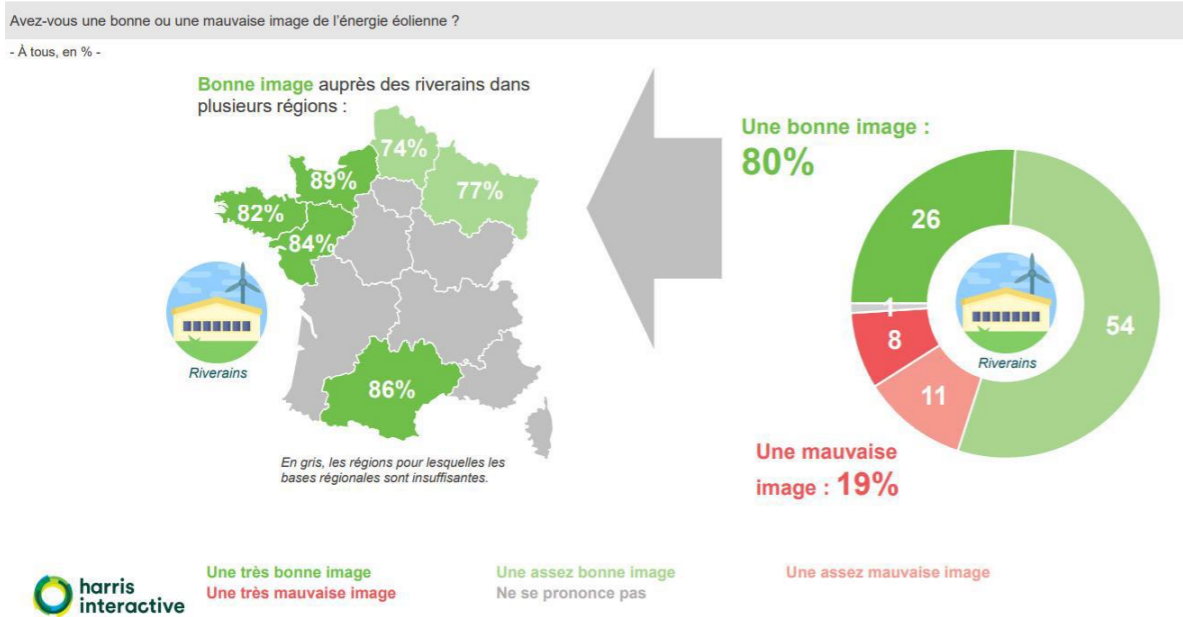 Avez-vous une bonne ou une mauvaise image de l'énergie éolienne ?
- À tous, en % -
Bonne image auprès des riverains dans
plusieurs régions :
74%
77%
89%
82%
84%
86%
Riverains
En gris, les régions pour lesquelles les
bases régionales sont insuffisantes.
Une bonne image :
80%
26
54
1
8
11
Riverains
Une mauvaise
image : 19%
harris
interactive
Une très bonne image
Une assez bonne image
Une assez mauvaise image
Une très mauvaise image
Ne se prononce pas